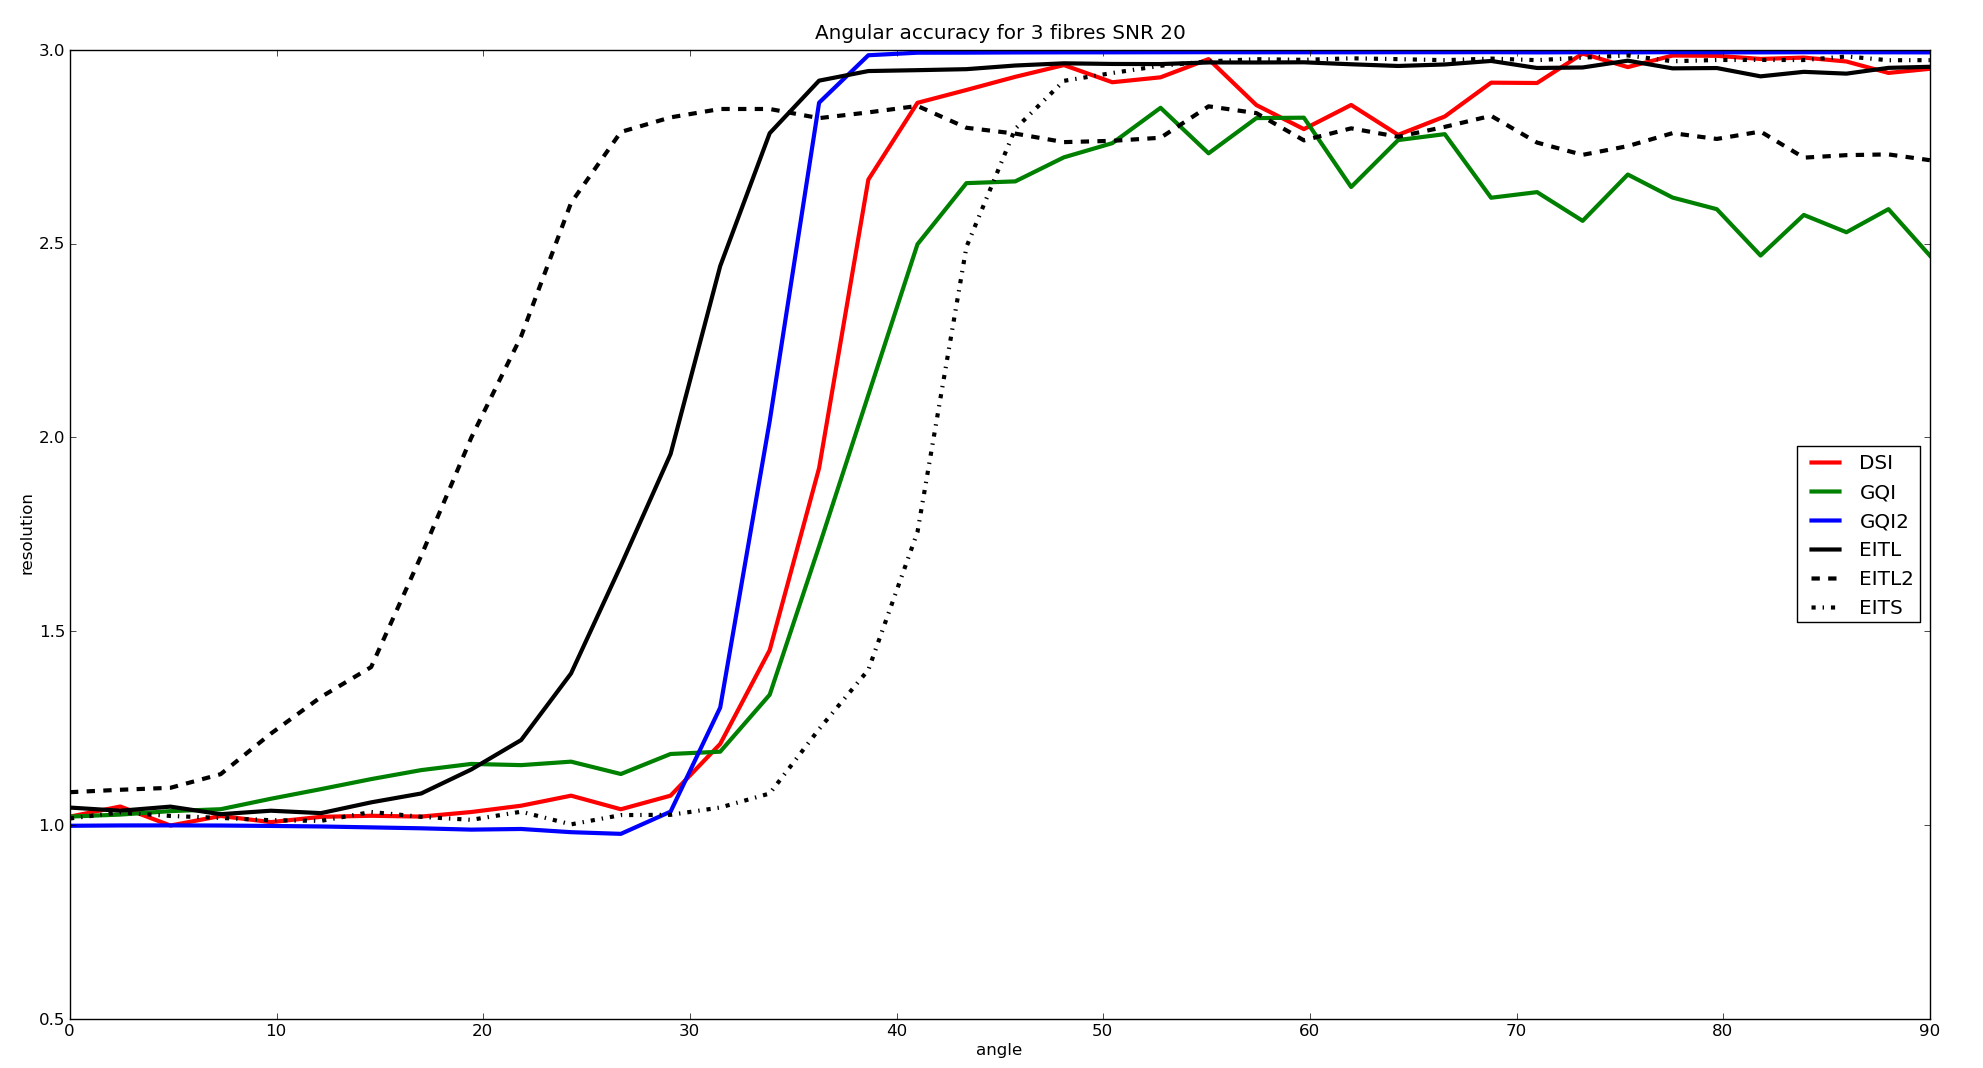 Angular accuracy for 3 fibres SNR 20
3.0
2.5
2.0
1.5
1.0
0.5
resolution
DSI
GQI
GQI2
EITL
EITL2
EITS
0 10 20 30 40 50 60 70 80 90
angle